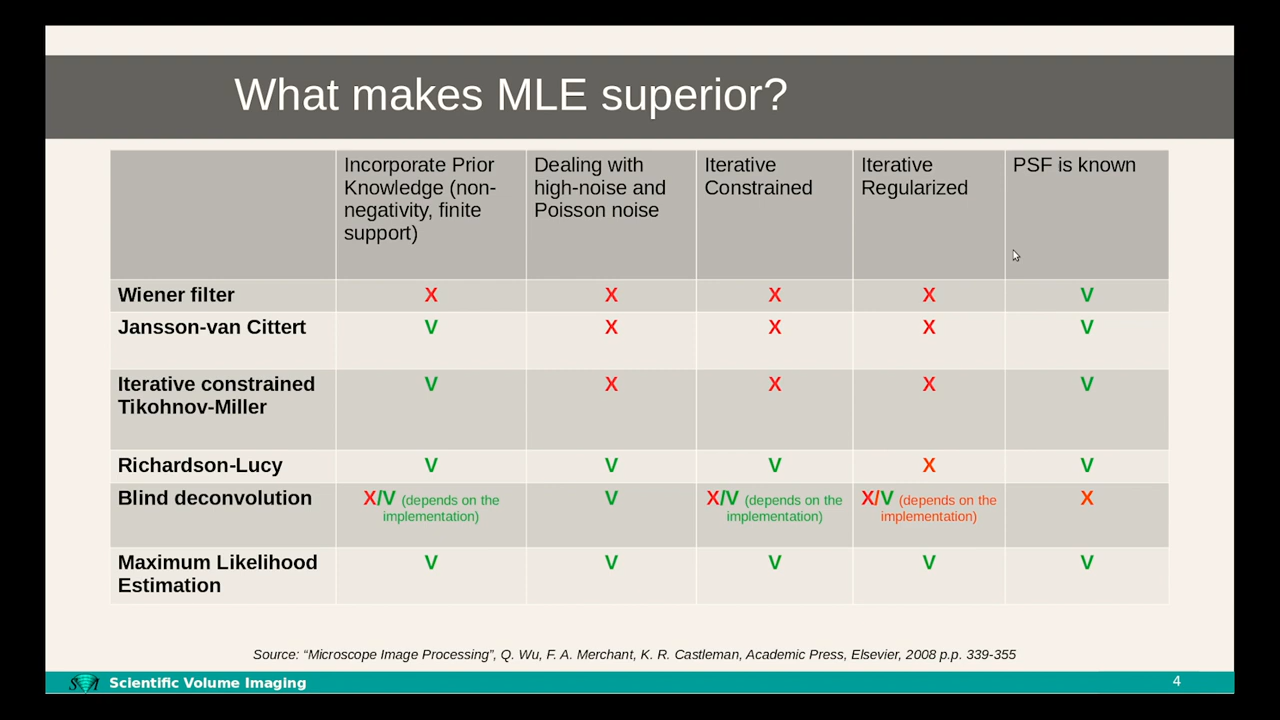 What makes MLE superior?
Incorporate Prior
Knowledge (non-
negativity, finite
support)
Dealing with
high-noise and
Poisson noise
Iterative
Constrained
Iterative
Regularized
PSF is known
Wiener filter X X X X V
Jansson-van Cittert V X X X V
Iterative constrained
Tikohnov-Miller
V X X X V
Richardson-Lucy V V V X V
Blind deconvolution X/V (depends on the
implementation)
V
X/V (depends on the
implementation)
X/V (depends on the
implementation)
X
Maximum Likelihood
Estimation
V V V V V
Source: “Microscope Image Processing”, Q. Wu, F. A. Merchant, K. R. Castleman, Academic Press, Elsevier, 2008 p.p. 339-355
SVI Scientific Volume Imaging
4